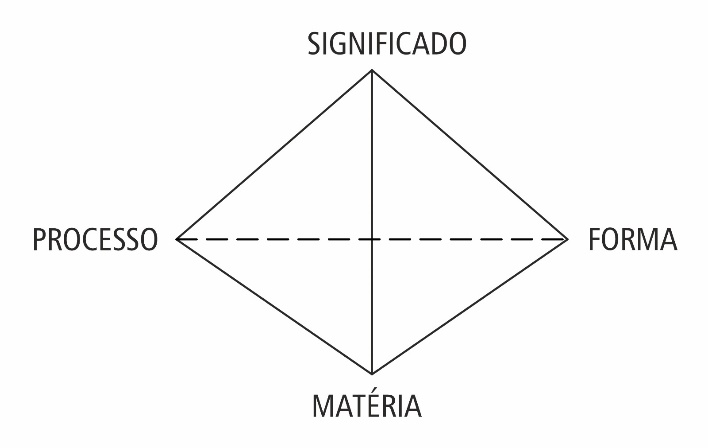 SIGNIFICADO
PROCESSO
FORMA
MATÉRIA